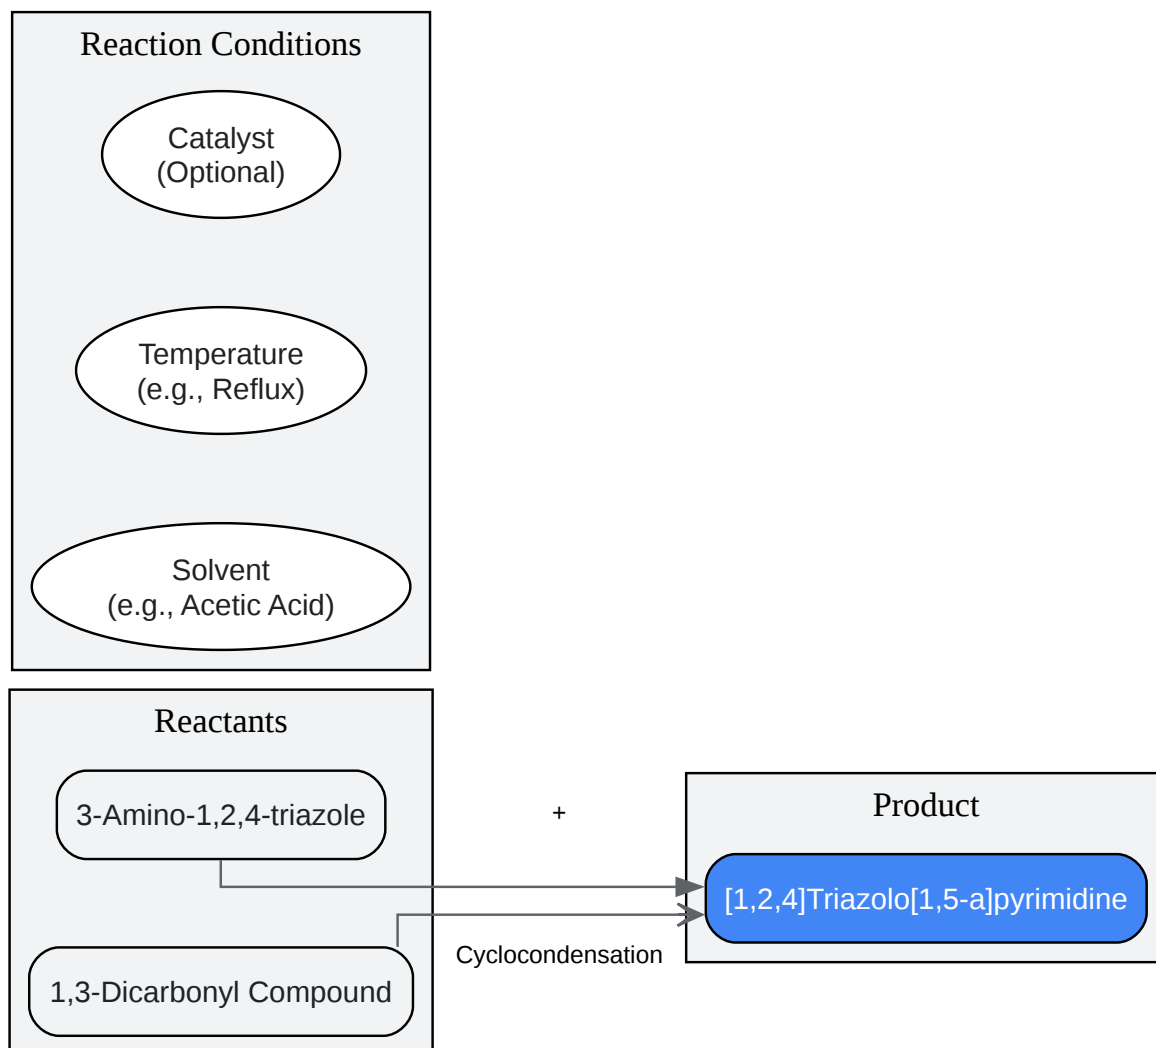 Reaction Conditions
Catalyst
(Optional)
Temperature
(e.g., Reflux)
Solvent
(e.g., Acetic Acid)
Reactants
3-Amino-1,2,4-triazole
1,3-Dicarbonyl Compound
+
Cyclocondensation
Product
[1,2,4]Triazolo[1,5-a]pyrimidine